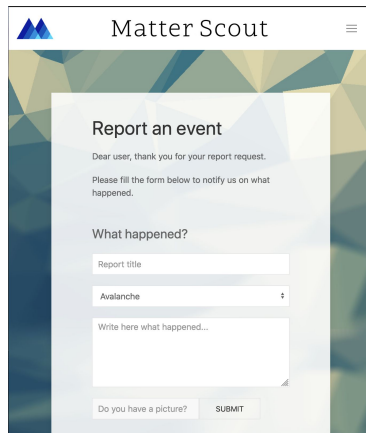 Matter Scout
Report an event
Dear user, thank you for your report request.
Please fill the form below to notify us on what
happened.
What happened?
Report title
Avalanche
Write here what happened...
Do you have a picture?
SUBMIT